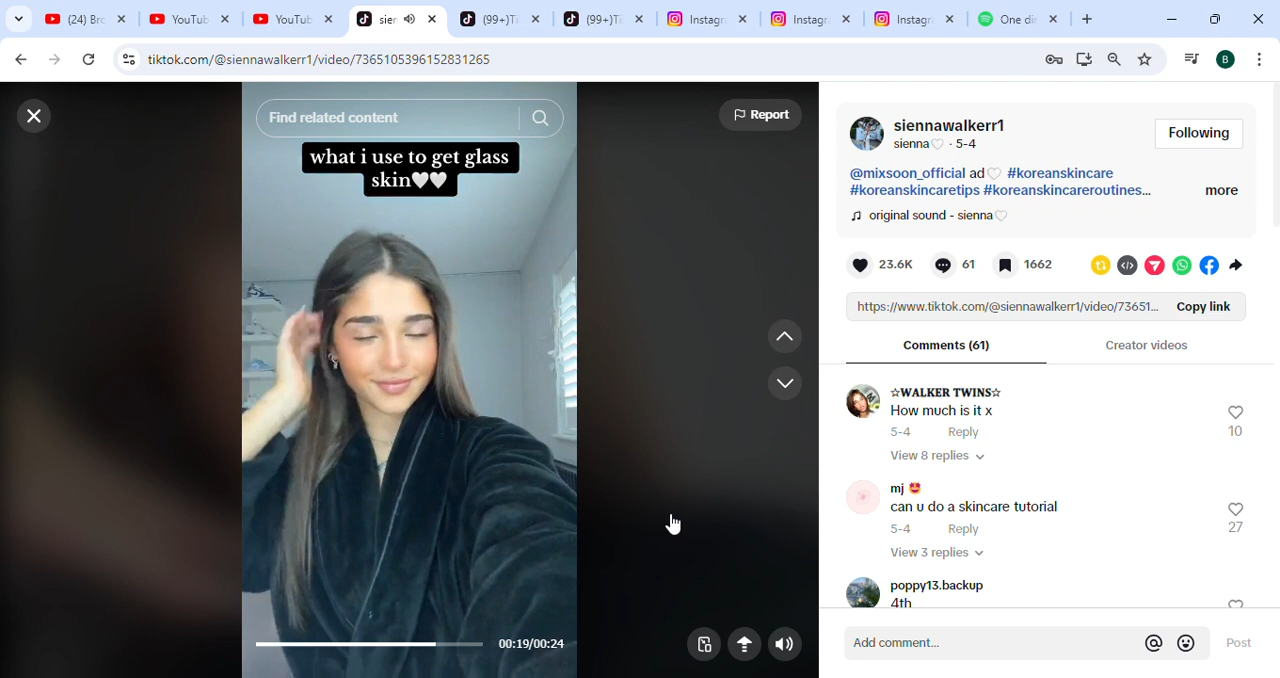 (24) Bro
YouTub
YouTub
sier
(99+)Ti
(99+)Ti
Instagr
Instagr
Instagr
One di
tiktok.com/@siennawalkerr1/video/7365105396152831265
B
Find related content
Report
what i use to get glass
skin🤍🤍
00:19/00:24
siennawalkerr1
sienna🤍 · 5-4
Following
@mixsoon_official ad🤍 #koreanskincare
#koreanskincaretips #koreanskincareroutines...
more
original sound - sienna🤍
23.6K
61
1662
https://www.tiktok.com/@siennawalkerr1/video/73651...
Copy link
Comments (61)
Creator videos
☆WALKER TWINS☆
How much is it x
5-4 Reply
10
View 8 replies
mj 🤩
can u do a skincare tutorial
5-4 Reply
27
View 3 replies
poppy13.backup
4th
Add comment...
Post